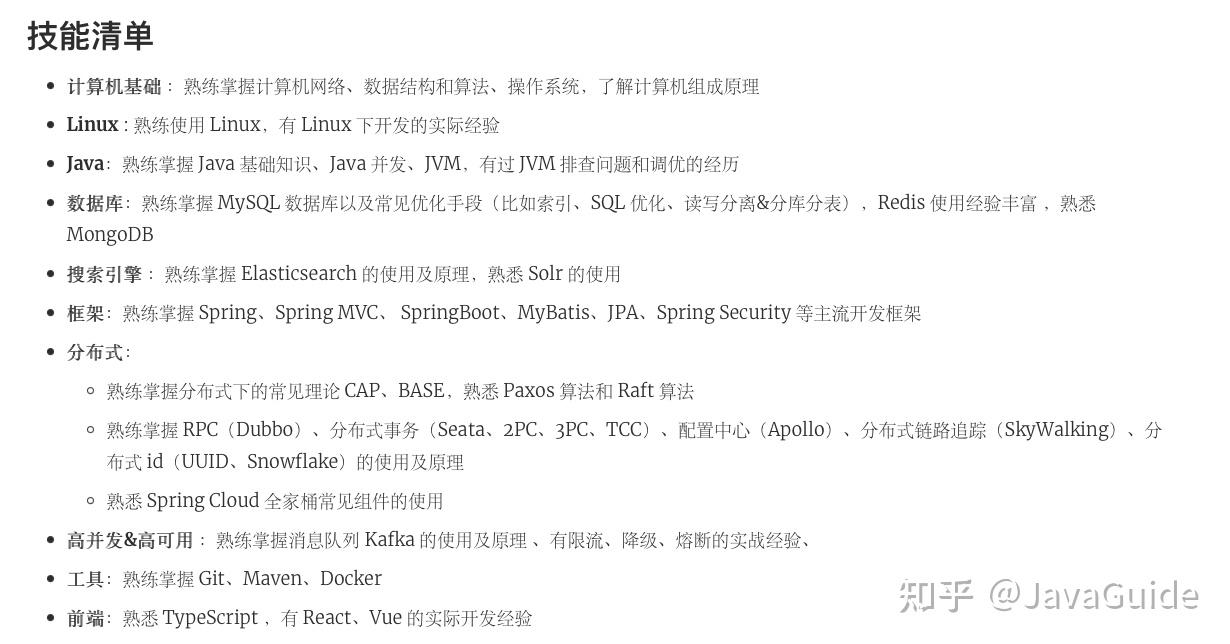 技能清单
计算机基础： 熟练掌握计算机网络、数据结构和算法、操作系统，了解计算机组成原理
Linux : 熟练使用 Linux，有 Linux 下开发的实际经验
Java：熟练掌握 Java 基础知识、Java 并发、JVM，有过 JVM 排查问题和调优的经历
数据库：熟练掌握 MySQL 数据库以及常见优化手段（比如索引、SQL 优化、读写分离&分库分表），Redis 使用经验丰富 ，熟悉
MongoDB
搜索引擎 ：熟练掌握 Elasticsearch 的使用及原理，熟悉 Solr 的使用
框架：熟练掌握 Spring、Spring MVC、 SpringBoot、MyBatis、JPA、Spring Security 等主流开发框架
分布式：
熟练掌握分布式下的常见理论 CAP、BASE，熟悉 Paxos 算法和 Raft 算法
熟练掌握 RPC（Dubbo）、分布式事务（Seata、2PC、3PC、TCC）、配置中心（Apollo）、分布式链路追踪（SkyWalking）、分
布式 id（UUID、Snowflake）的使用及原理
熟悉 Spring Cloud 全家桶常见组件的使用
高并发&高可用 ：熟练掌握消息队列 Kafka 的使用及原理 、有限流、降级、熔断的实战经验、
工具：熟练掌握 Git、Maven、Docker
前端：熟悉 TypeScript ，有 React、Vue 的实际开发经验
知乎 @JavaGuide